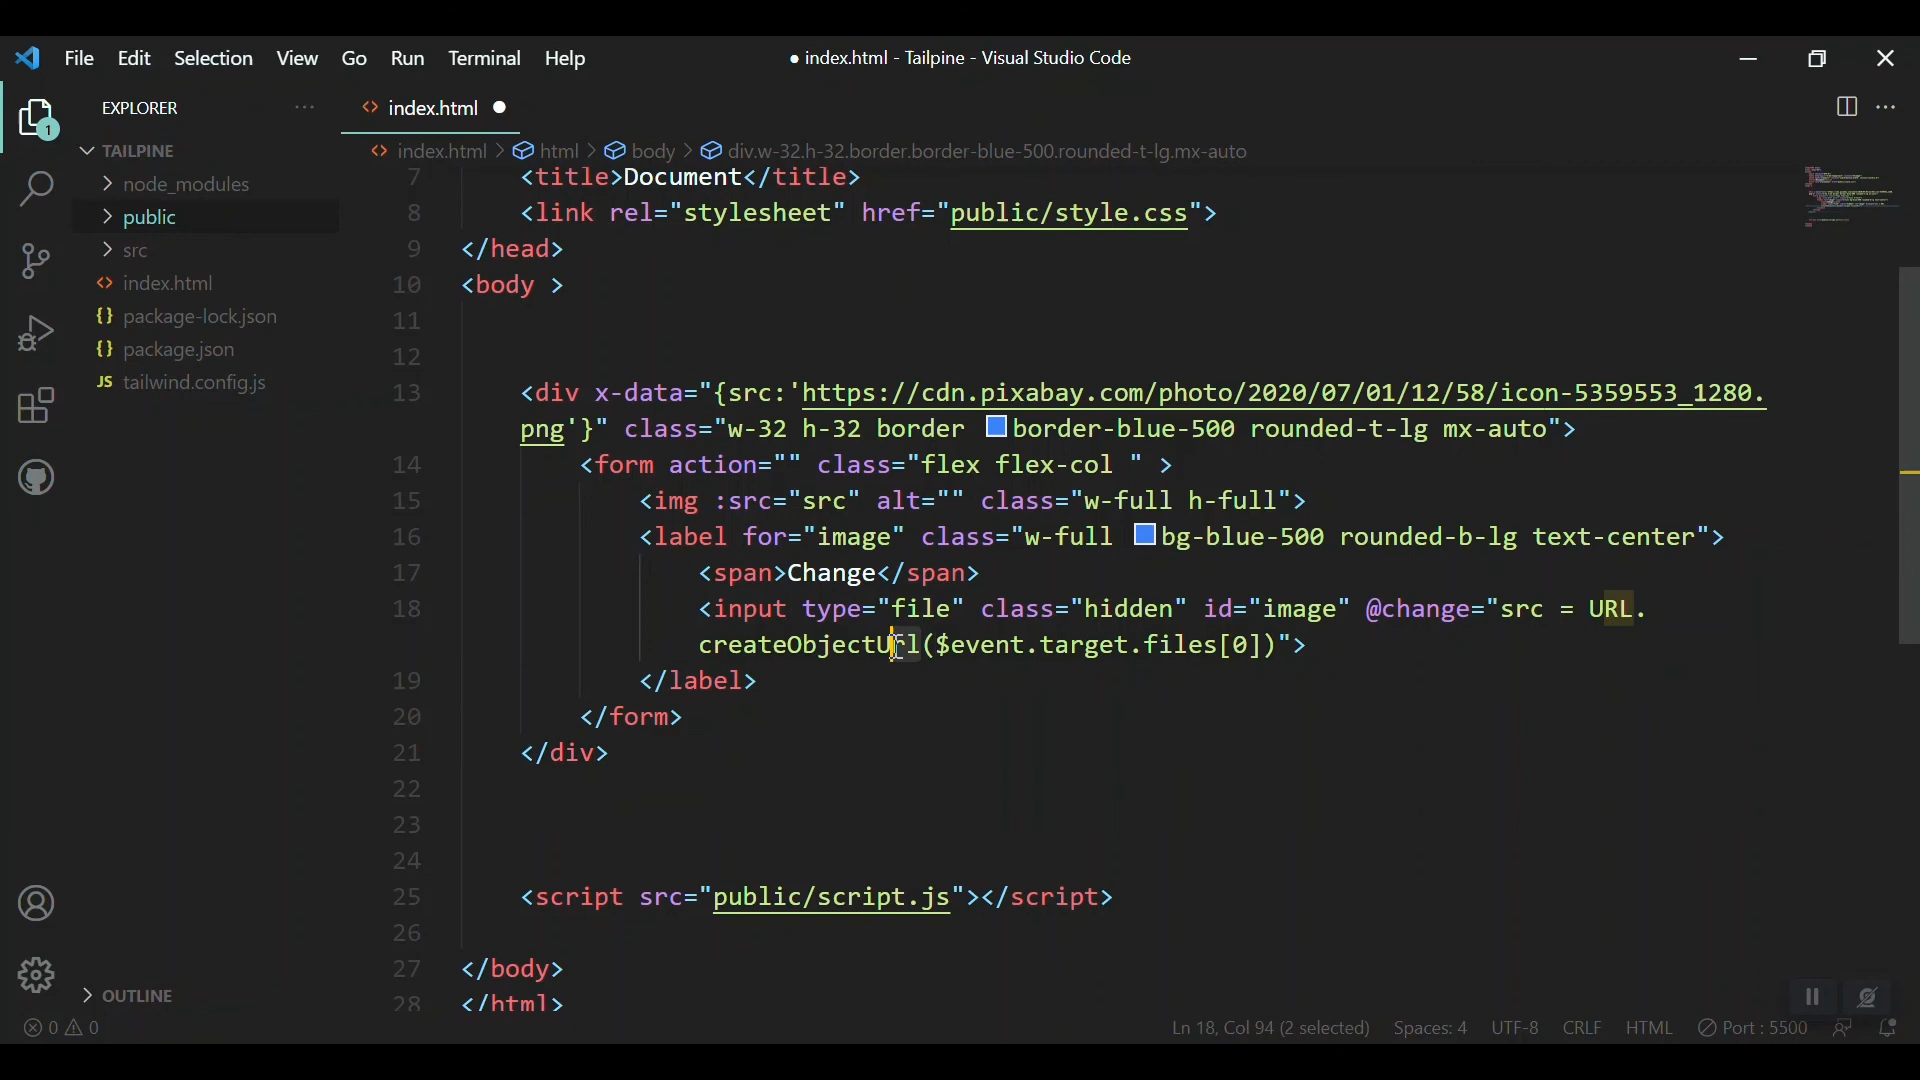 File Edit Selection View Go Run Terminal Help
● index.html - Tailpine - Visual Studio Code
1
EXPLORER ···
TAILPINE
node_modules
public
src
<> index.html
{} package-lock.json
{} package.json
JS tailwind.config.js
OUTLINE
<> index.html ●
<> index.html > html > body > div.w-32.h-32.border.border-blue-500.rounded-t-lg.mx-auto
7 <title>Document</title>
8 <link rel="stylesheet" href="public/style.css">
9 </head>
10 <body >
11
12
13 <div x-data="{src:'https://cdn.pixabay.com/photo/2020/07/01/12/58/icon-5359553_1280.
png'}" class="w-32 h-32 border border-blue-500 rounded-t-lg mx-auto">
14 <form action="" class="flex flex-col " >
15 <img :src="src" alt="" class="w-full h-full">
16 <label for="image" class="w-full bg-blue-500 rounded-b-lg text-center">
17 <span>Change</span>
18 <input type="file" class="hidden" id="image" @change="src = URL.
createObjectUrl($event.target.files[0])">
19 </label>
20 </form>
21 </div>
22
23
24
25 <script src="public/script.js"></script>
26
27 </body>
28 </html>
0 0
Ln 18, Col 94 (2 selected) Spaces: 4 UTF-8 CRLF HTML Port : 5500